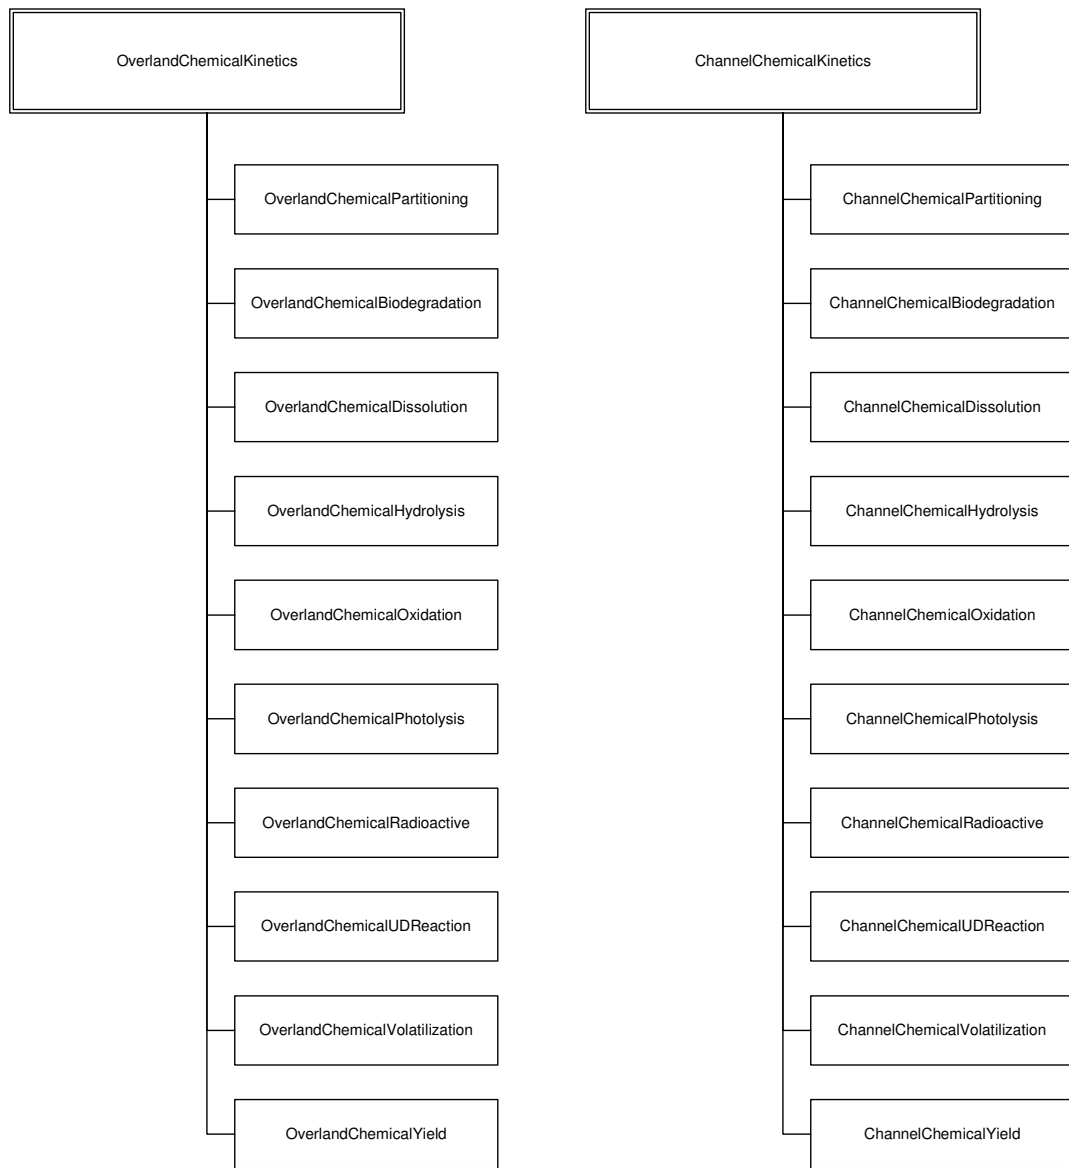 OverlandChemicalKinetics
OverlandChemicalPartitioning
OverlandChemicalBiodegradation
OverlandChemicalDissolution
OverlandChemicalHydrolysis
OverlandChemicalOxidation
OverlandChemicalPhotolysis
OverlandChemicalRadioactive
OverlandChemicalUDReaction
OverlandChemicalVolatilization
OverlandChemicalYield
ChannelChemicalKinetics
ChannelChemicalPartitioning
ChannelChemicalBiodegradation
ChannelChemicalDissolution
ChannelChemicalHydrolysis
ChannelChemicalOxidation
ChannelChemicalPhotolysis
ChannelChemicalRadioactive
ChannelChemicalUDReaction
ChannelChemicalVolatilization
ChannelChemicalYield